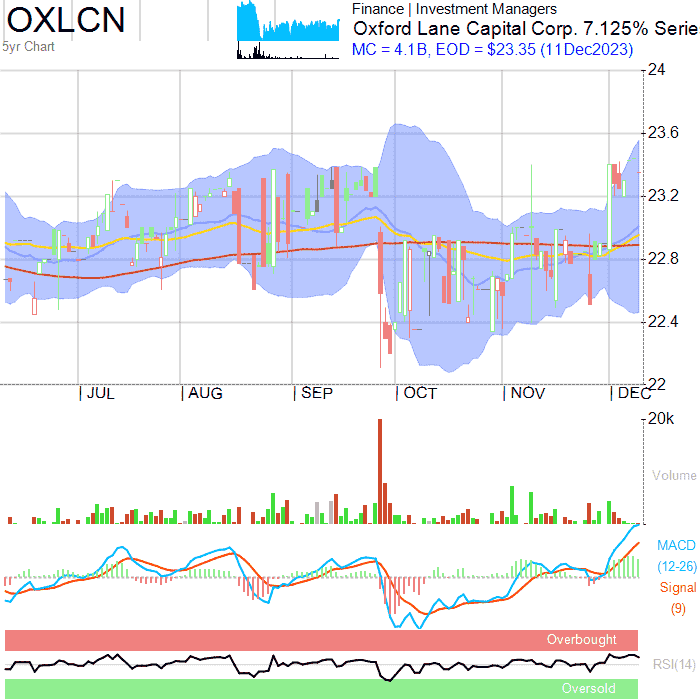 OXLCN
5yr Chart
Finance | Investment Managers
Oxford Lane Capital Corp. 7.125% Serie
MC = 4.1B, EOD = $23.35 (11Dec2023)
24
23.6
23.2
22.8
22.4
22
JUL AUG SEP OCT NOV DEC
20k
Volume
MACD
(12-26)
Signal
(9)
Overbought
RSI(14)
Oversold